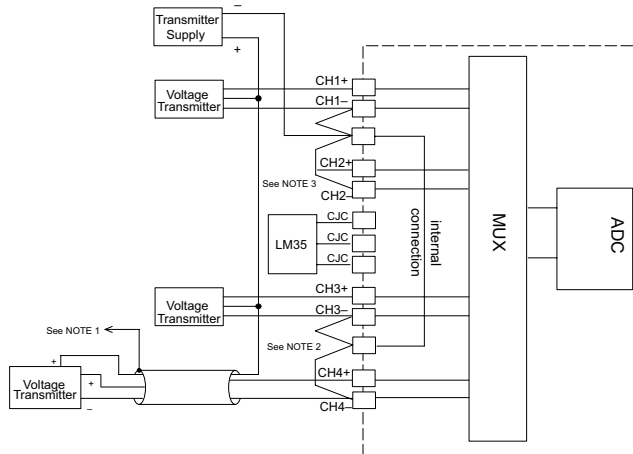 –
Transmitter
Supply
+
CH1+
Voltage
Transmitter
CH1–
CH2+
See NOTE 3
CH2–
CJC
LM35
CJC
CJC
internal
connection
MUX
ADC
CH3+
Voltage
Transmitter
CH3–
See NOTE 1
See NOTE 2
+
CH4+
Voltage
Transmitter
+
–
CH4–